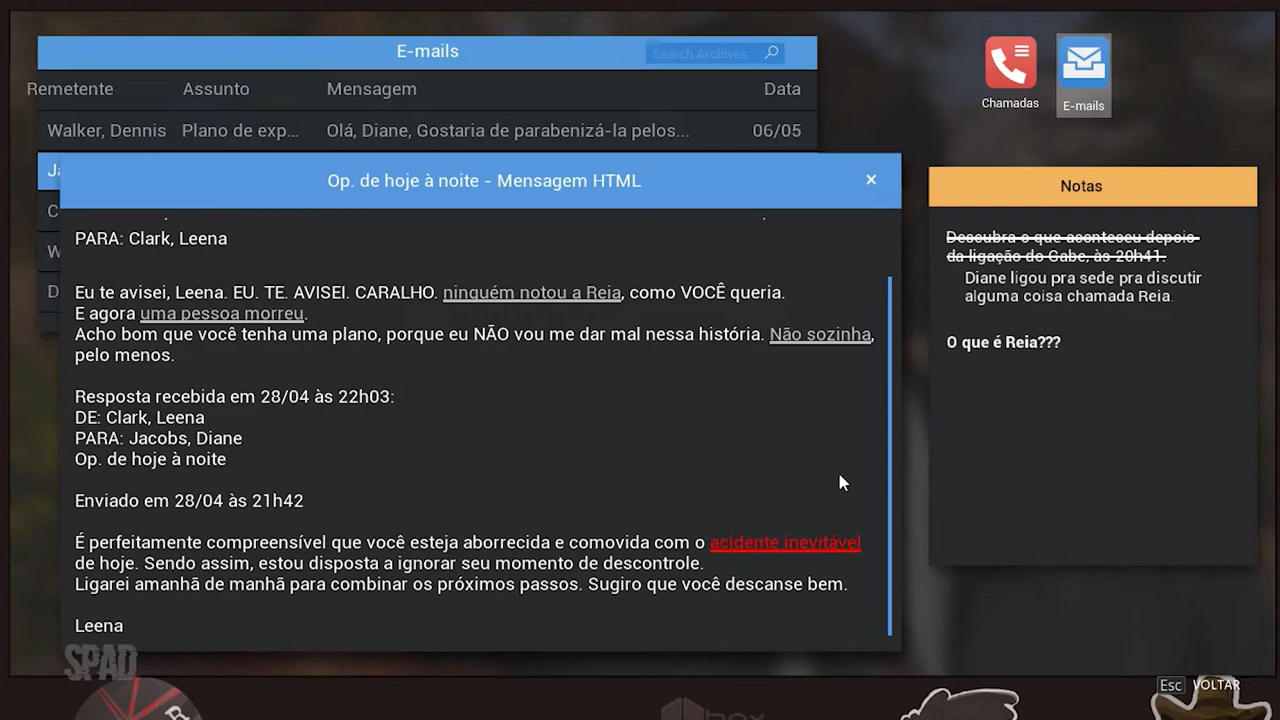 E-mails
Search Archives
Remetente Assunto Mensagem Data
Walker, Dennis Plano de exp... Olá, Diane, Gostaria de parabenizá-la pelos... 06/05
Ja
C
W
D
Op. de hoje à noite - Mensagem HTML
×
PARA: Clark, Leena
Eu te avisei, Leena. EU. TE. AVISEI. CARALHO. ninguém notou a Reia, como VOCÊ queria.
E agora uma pessoa morreu.
Acho bom que você tenha uma plano, porque eu NÃO vou me dar mal nessa história. Não sozinha,
pelo menos.
Resposta recebida em 28/04 às 22h03:
DE: Clark, Leena
PARA: Jacobs, Diane
Op. de hoje à noite
Enviado em 28/04 às 21h42
É perfeitamente compreensível que você esteja aborrecida e comovida com o acidente inevitável
de hoje. Sendo assim, estou disposta a ignorar seu momento de descontrole.
Ligarei amanhã de manhã para combinar os próximos passos. Sugiro que você descanse bem.
Leena
Chamadas
E-mails
Notas
Descubra o que aconteceu depois
da ligação do Gabe, às 20h41.
Diane ligou pra sede pra discutir
alguma coisa chamada Reia.
O que é Reia???
SPAD
Esc VOLTAR